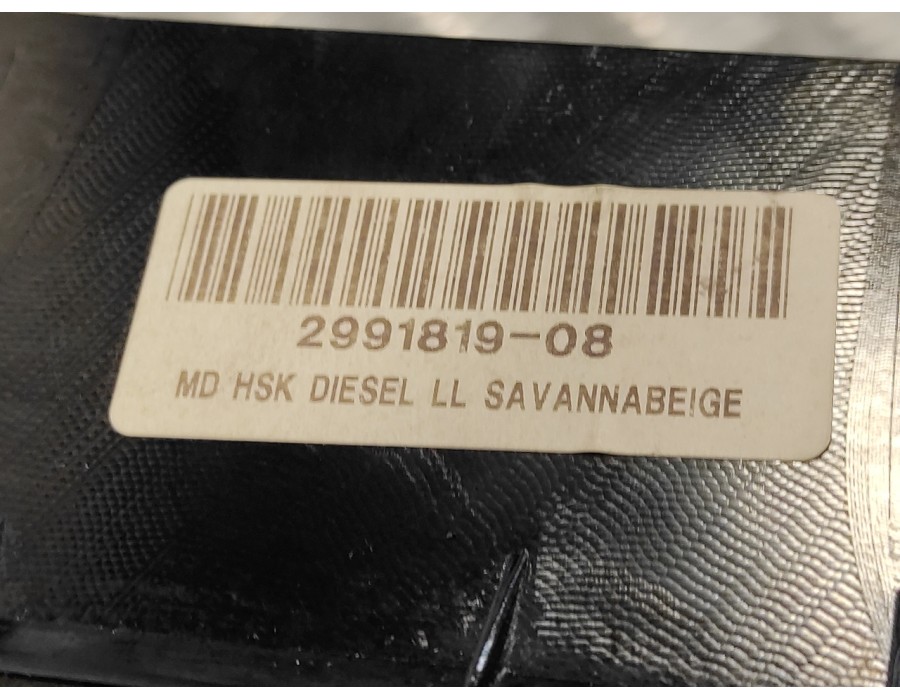 2991819-08
MD HSK DIESEL LL SAVANNABEIGE